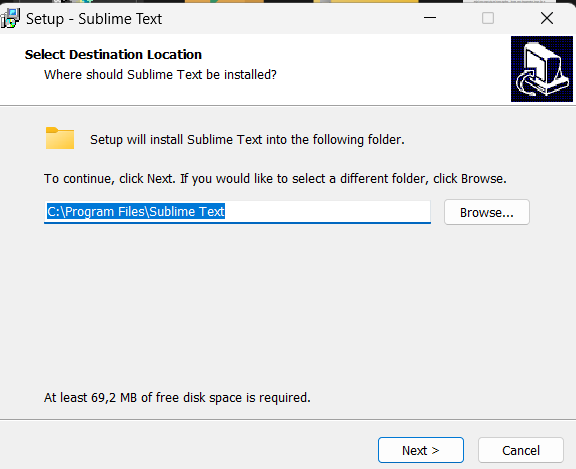 Setup - Sublime Text
Select Destination Location
Where should Sublime Text be installed?
Setup will install Sublime Text into the following folder.
To continue, click Next. If you would like to select a different folder, click Browse.
C:\Program Files\Sublime Text
Browse...
At least 69,2 MB of free disk space is required.
Next >
Cancel